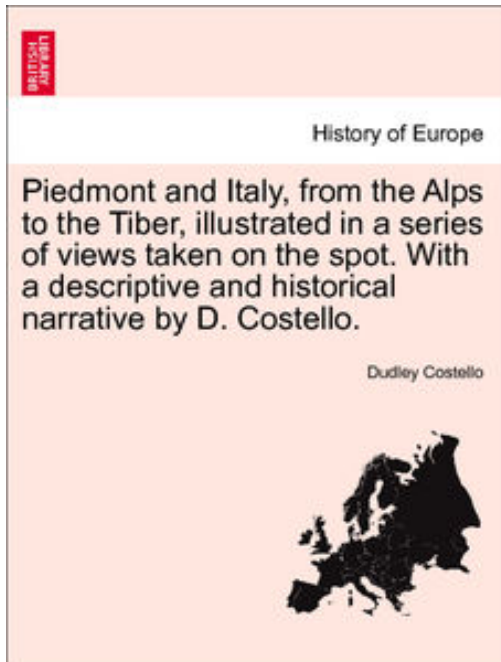 BRITISH
LIBRARY
History of Europe
Piedmont and Italy, from the Alps
to the Tiber, illustrated in a series
of views taken on the spot. With
a descriptive and historical
narrative by D. Costello.
Dudley Costello